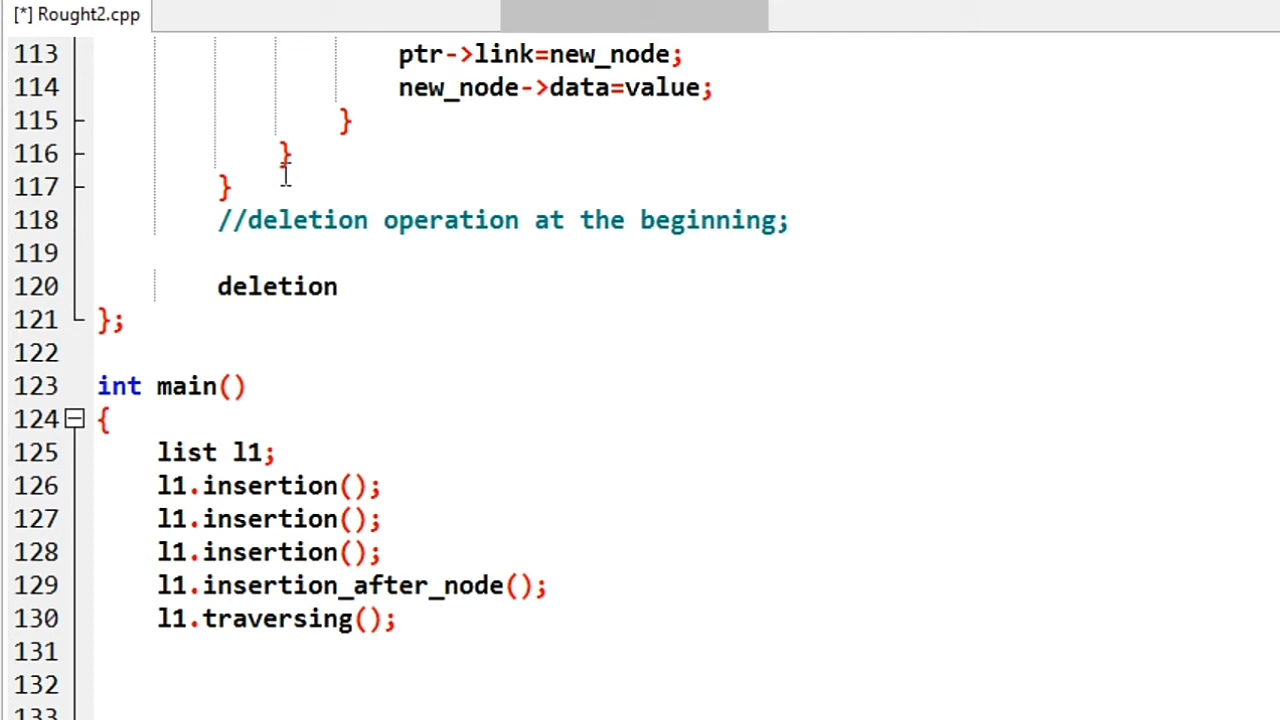 [*] Rought2.cpp
113 ptr->link=new_node;
114 new_node->data=value;
115 }
116 }
117 }
118 //deletion operation at the beginning;
119
120 deletion
121 };
122
123 int main()
124 {
125 list l1;
126 l1.insertion();
127 l1.insertion();
128 l1.insertion();
129 l1.insertion_after_node();
130 l1.traversing();
131
132
133